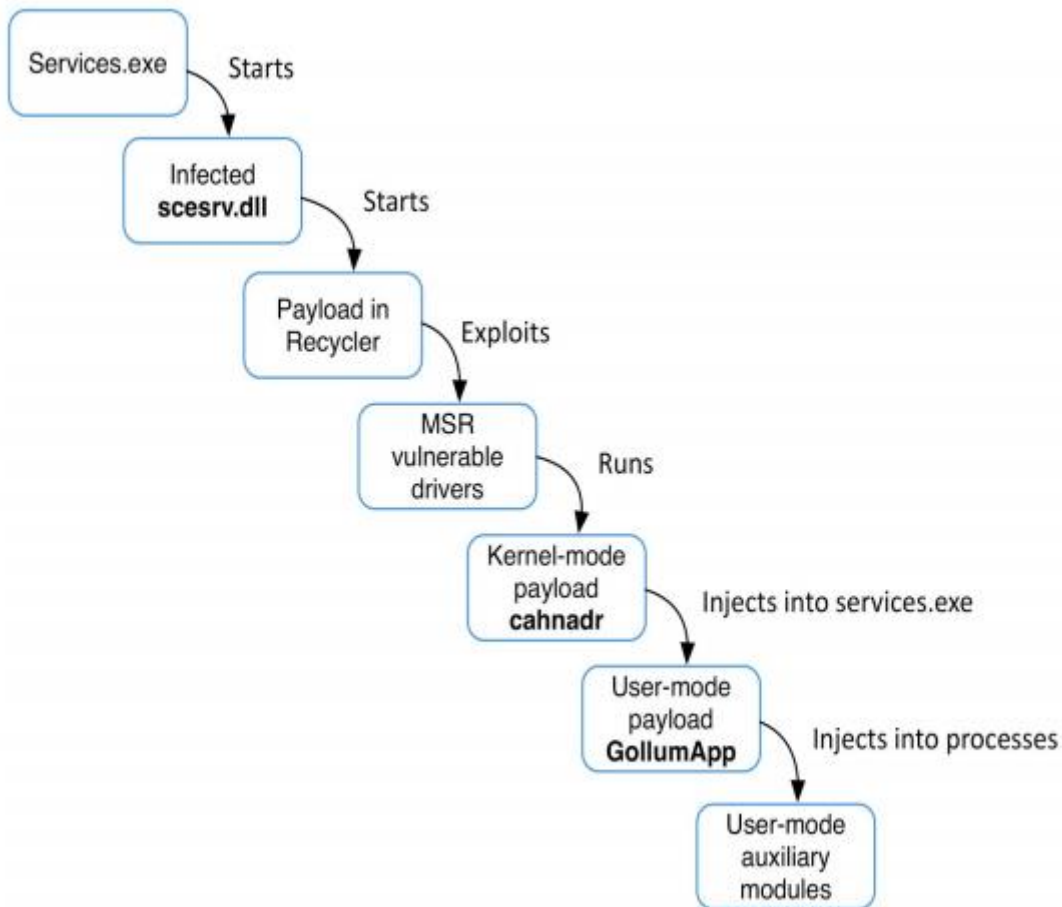 Services.exe
Starts
Infected
scesrv.dll
Starts
Payload in
Recycler
Exploits
MSR
vulnerable
drivers
Runs
Kernel-mode
payload
cahnadr
Injects into services.exe
User-mode
payload
GollumApp
Injects into processes
User-mode
auxiliary
modules